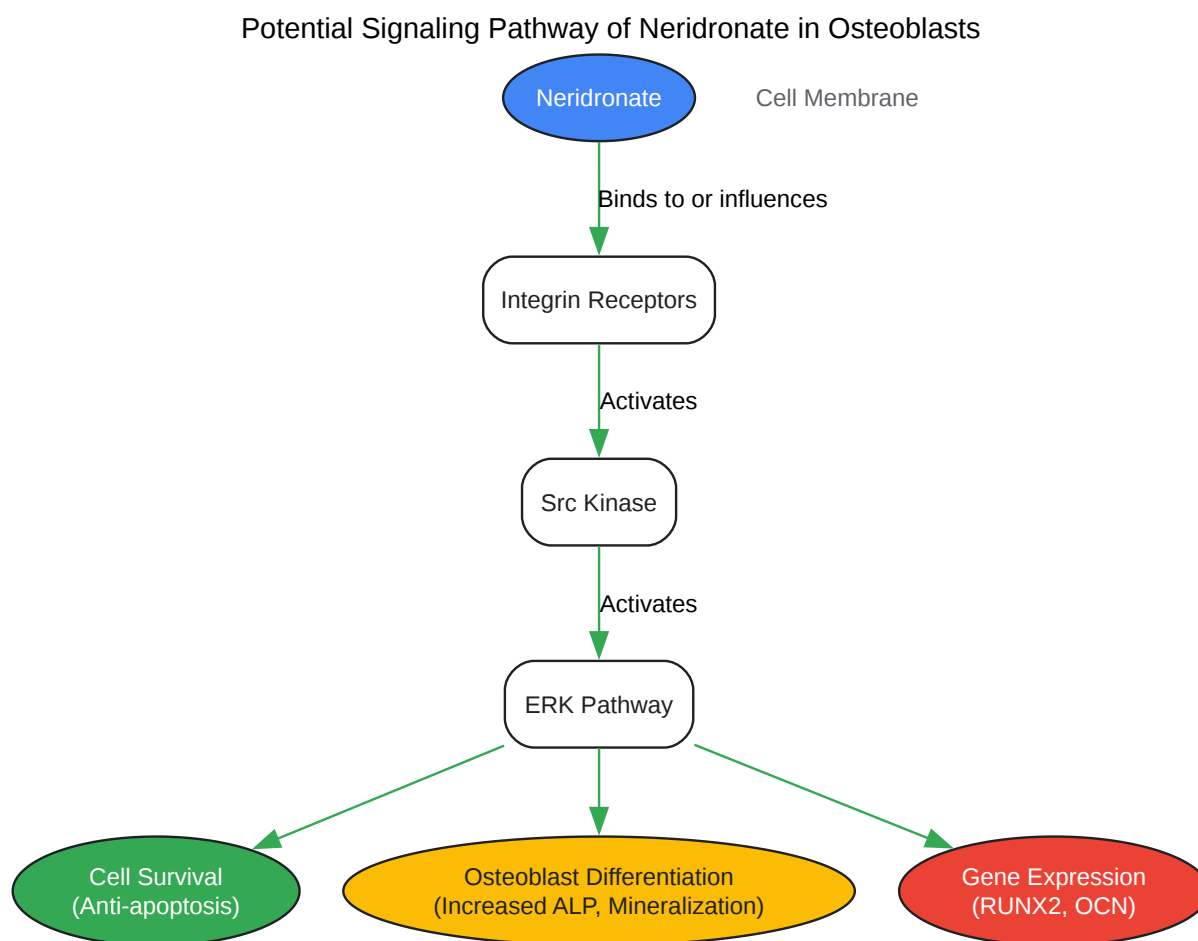 Potential Signaling Pathway of Neridronate in Osteoblasts
Neridronate
Cell Membrane
Binds to or influences
Integrin Receptors
Activates
Src Kinase
Activates
ERK Pathway
Cell Survival
(Anti-apoptosis)
Osteoblast Differentiation
(Increased ALP, Mineralization)
Gene Expression
(RUNX2, OCN)